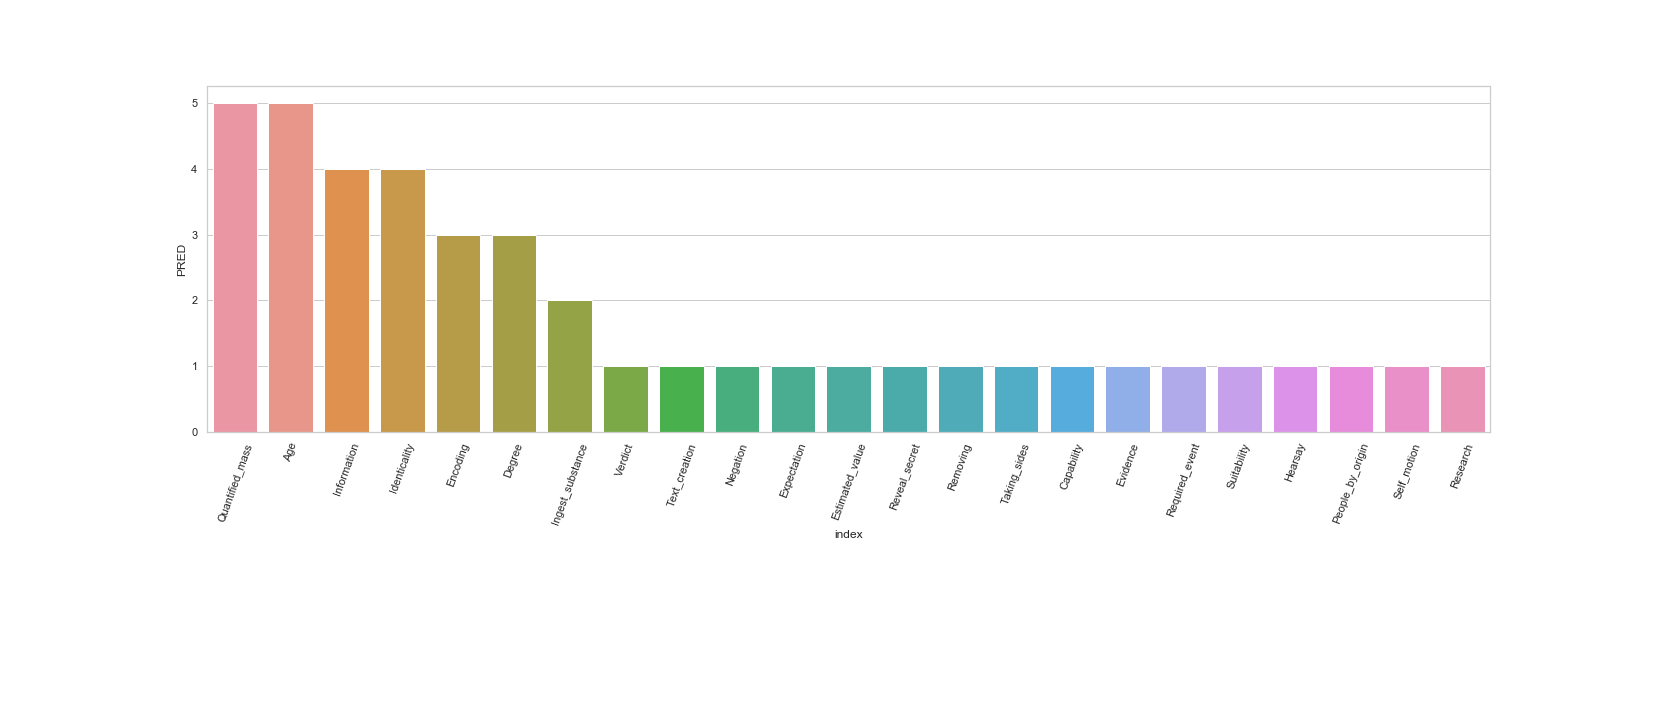 5
4
3
2
1
0
PRED
Quantified_mass
Age
Information
Identicality
Encoding
Degree
Ingest_substance
Verdict
Text_creation
Negation
Expectation
Estimated_value
Reveal_secret
Removing
Taking_sides
Capability
Evidence
Required_event
Suitability
Hearsay
People_by_origin
Self_motion
Research
index